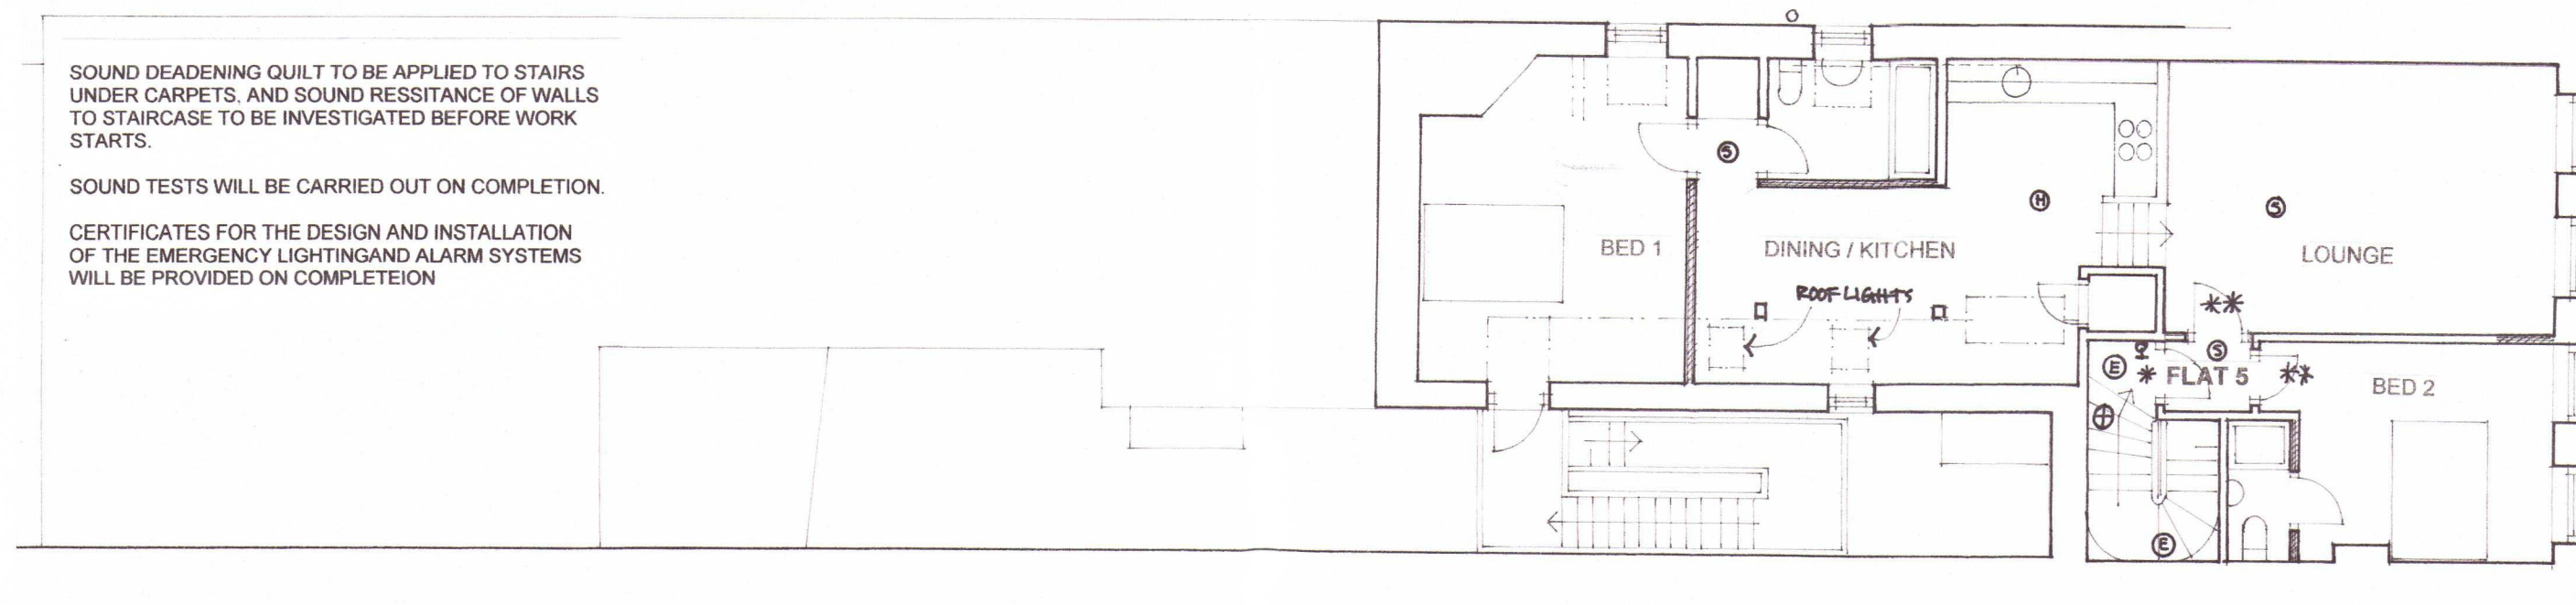 SOUND DEADENING QUILT TO BE APPLIED TO STAIRS
UNDER CARPETS, AND SOUND RESSITANCE OF WALLS
TO STAIRCASE TO BE INVESTIGATED BEFORE WORK
STARTS.
SOUND TESTS WILL BE CARRIED OUT ON COMPLETION.
CERTIFICATES FOR THE DESIGN AND INSTALLATION
OF THE EMERGENCY LIGHTINGAND ALARM SYSTEMS
WILL BE PROVIDED ON COMPLETEION
S
H
S
BED 1
DINING / KITCHEN
LOUNGE
ROOF LIGHTS
**
S
E
*
FLAT 5
**
BED 2
E